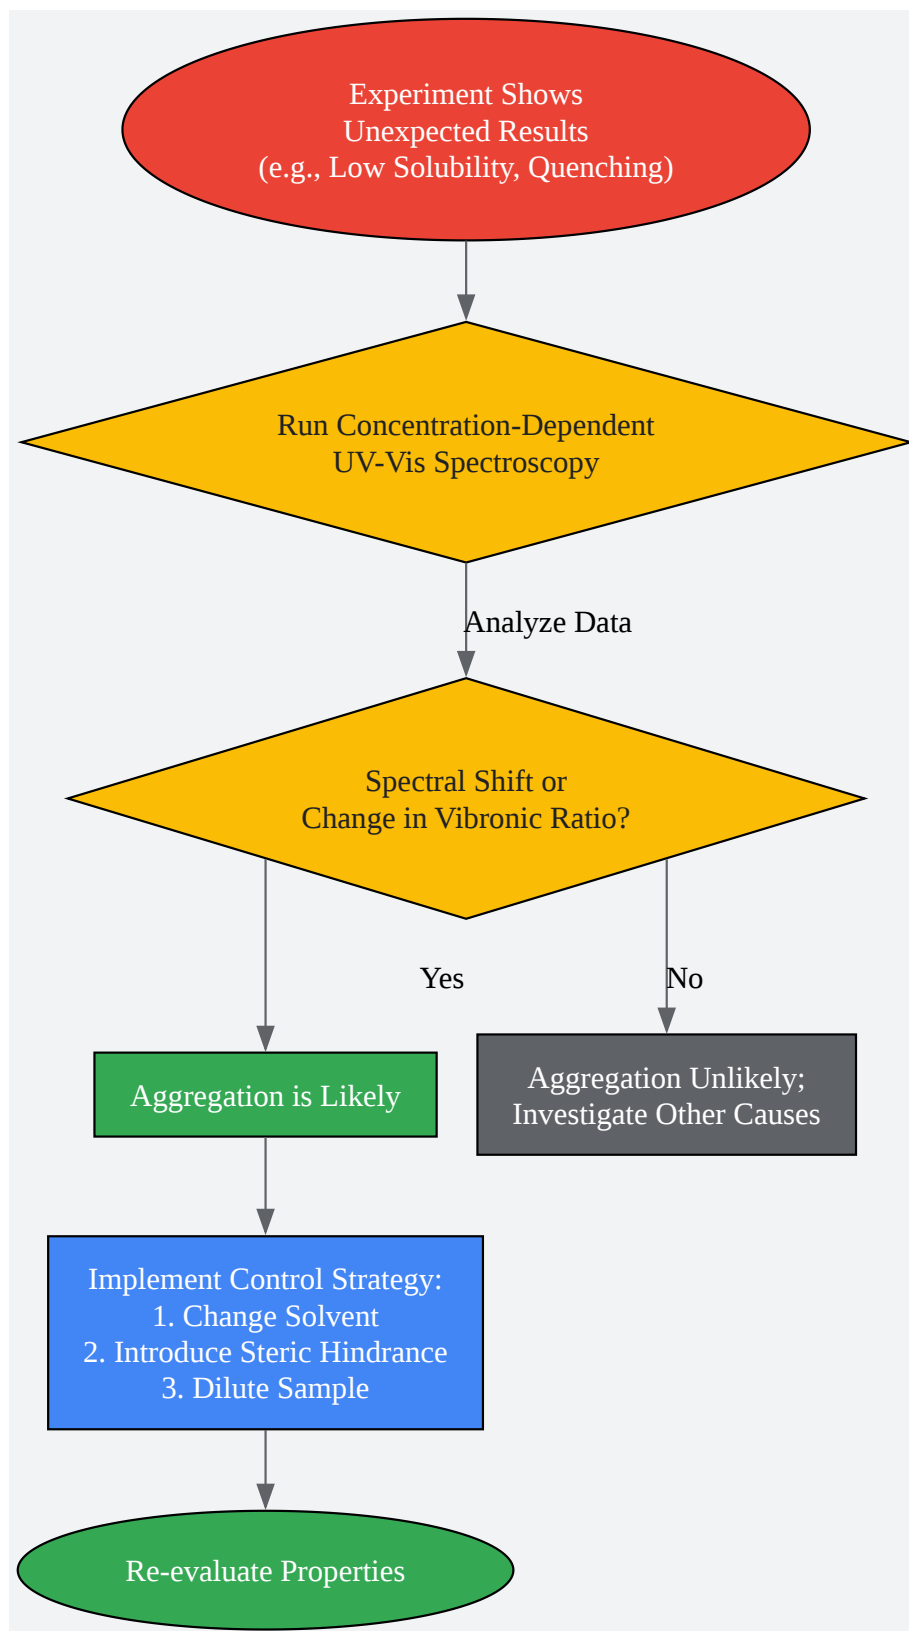 Experiment Shows
Unexpected Results
(e.g., Low Solubility, Quenching)
Run Concentration-Dependent
UV-Vis Spectroscopy
Analyze Data
Spectral Shift or
Change in Vibronic Ratio?
Yes
No
Aggregation is Likely
Aggregation Unlikely;
Investigate Other Causes
Implement Control Strategy:
1. Change Solvent
2. Introduce Steric Hindrance
3. Dilute Sample
Re-evaluate Properties